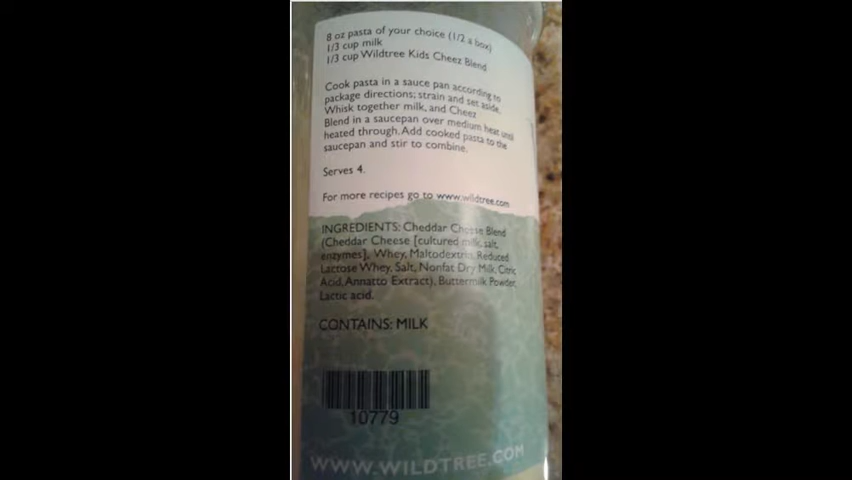 8 oz pasta of your choice (1/2 a box)
1/3 cup milk
1/3 cup Wildtree Kids Cheez Blend
Cook pasta in a sauce pan according to
package directions; strain and set aside.
Whisk together milk, and Cheez
Blend in a saucepan over medium heat until
heated through. Add cooked pasta to the
saucepan and stir to combine.
Serves 4.
For more recipes go to www.wildtree.com
INGREDIENTS: Cheddar Cheese Blend
(Cheddar Cheese [cultured milk, salt,
enzymes], Whey, Maltodextrin, Reduced
Lactose Whey, Salt, Nonfat Dry Milk, Citric
Acid, Annatto Extract), Buttermilk Powder,
Lactic acid.
CONTAINS: MILK
10779
WWW.WILDTREE.COM